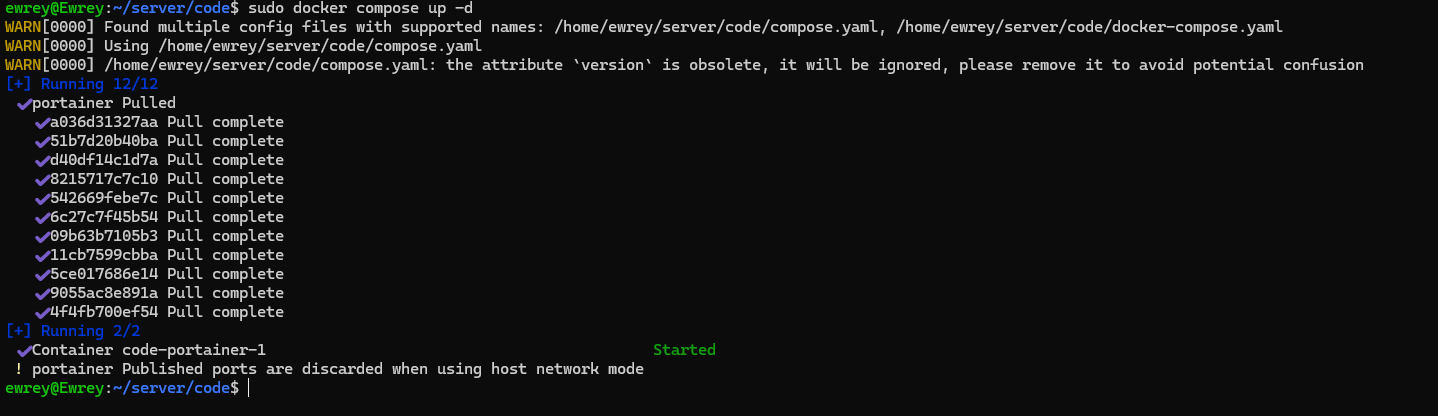 ewrey@Ewrey:~/server/code$ sudo docker compose up -d
WARN[0000] Found multiple config files with supported names: /home/ewrey/server/code/compose.yaml, /home/ewrey/server/code/docker-compose.yaml
WARN[0000] Using /home/ewrey/server/code/compose.yaml
WARN[0000] /home/ewrey/server/code/compose.yaml: the attribute `version` is obsolete, it will be ignored, please remove it to avoid potential confusion
[+] Running 12/12
✔portainer Pulled
✔a036d31327aa Pull complete
✔51b7d20b40ba Pull complete
✔d40df14c1d7a Pull complete
✔8215717c7c10 Pull complete
✔542669febe7c Pull complete
✔6c27c7f45b54 Pull complete
✔09b63b7105b3 Pull complete
✔11cb7599cbba Pull complete
✔5ce017686e14 Pull complete
✔9055ac8e891a Pull complete
✔4f4fb700ef54 Pull complete
[+] Running 2/2
✔Container code-portainer-1 Started
! portainer Published ports are discarded when using host network mode
ewrey@Ewrey:~/server/code$